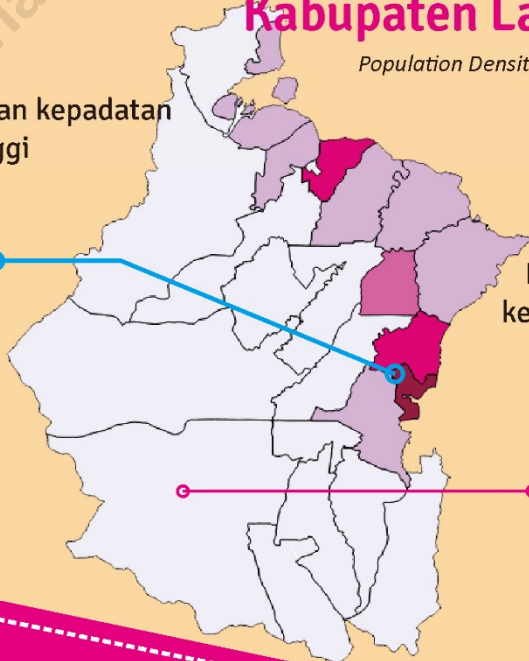 Kabupaten La
Population Densit
an kepadatan
ggi
ke